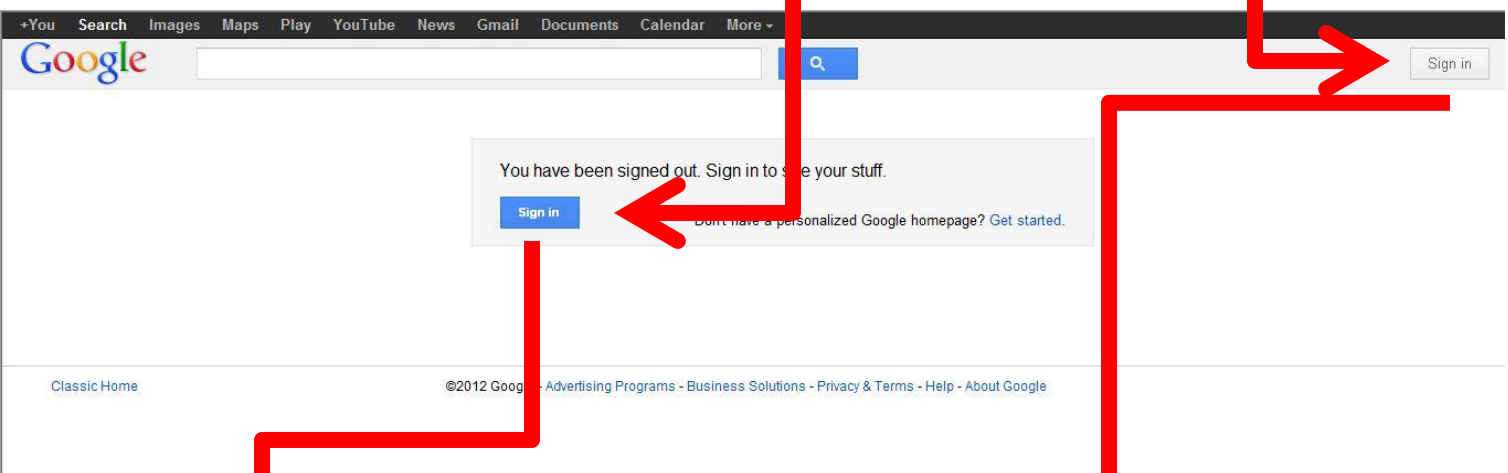 +You Search Images Maps Play YouTube News Gmail Documents Calendar More
Google Sign in
You have been signed out. Sign in to your stuff.
Sign in
have a personalized Google homepage? Get started.
Classic Home ©2012 - Advertising Programs - Business Solutions - Privacy & Terms - Help - About Google